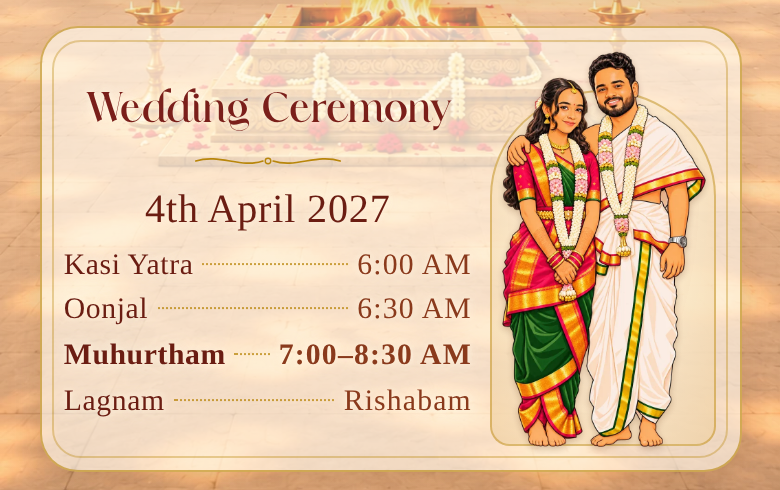 Wedding Ceremony
4th April 2027
Kasi Yatra 6:00 AM
Oonjal 6:30 AM
Muhurtham 7:00–8:30 AM
Lagnam Rishabam